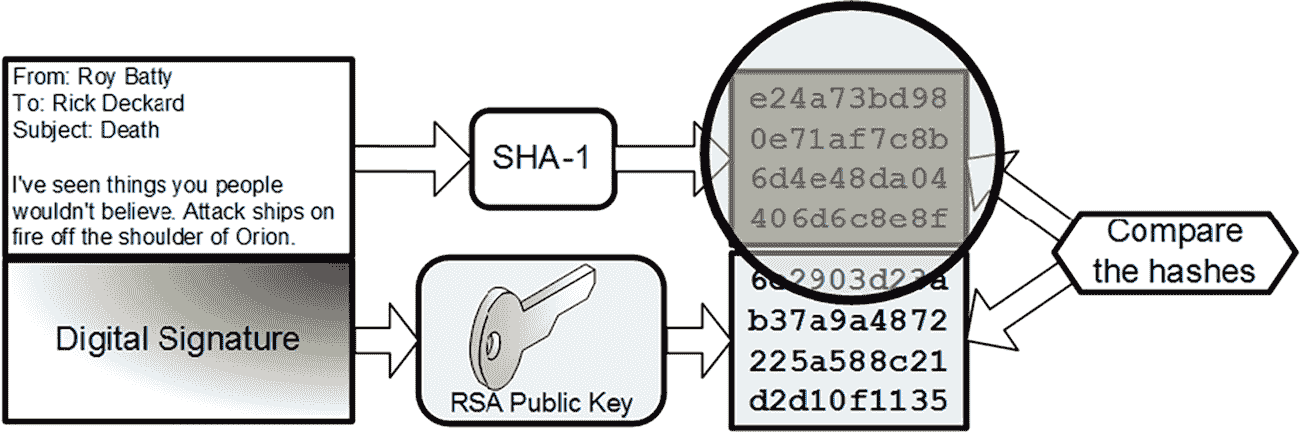 From: Roy Batty
To: Rick Deckard
Subject: Death
I've seen things you people
wouldn't believe. Attack ships on
fire off the shoulder of Orion.
SHA-1
e24a73bd98
0e71af7c8b
6d4e48da04
406d6c8e8f
Compare
the hashes
Digital Signature
RSA Public Key
b37a9a4872
225a588c21
d2d10f1135